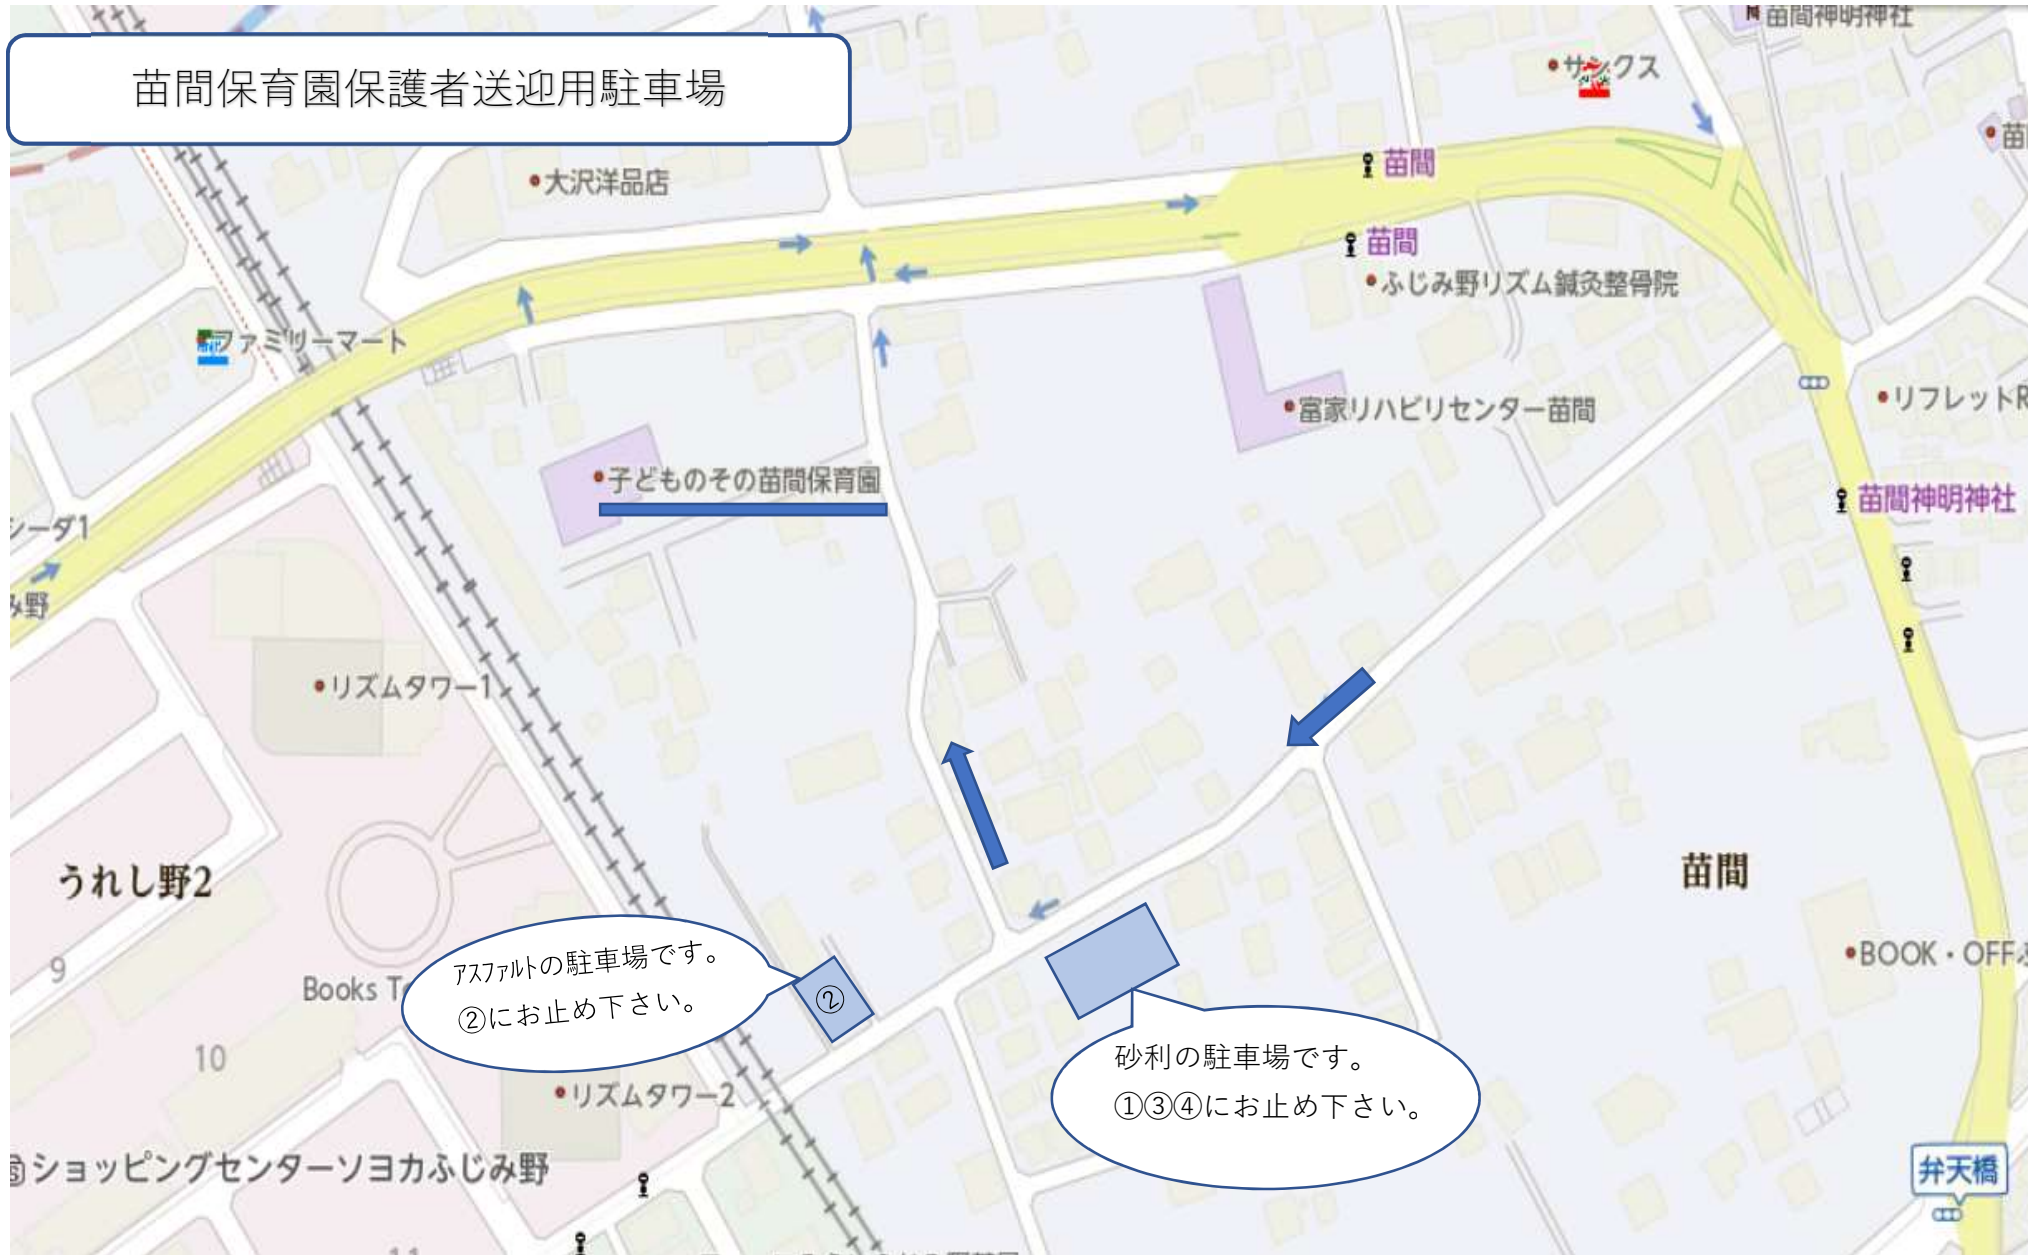 苗間神明神社
苗間保育園保護者送迎用駐車場
サンクス
大沢洋品店
苗間
苗間
ふじみ野リズム鍼灸整骨院
ファミリーマート
富家リハビリセンター苗間
リフレットR
子どものその苗間保育園
苗間神明神社
シーダ1
み野
リズムタワー1
うれし野2
苗間
アスファルトの駐車場です。
②にお止め下さい。
②
9
Books T
BOOK・OFF
砂利の駐車場です。
①③④にお止め下さい。
10
リズムタワー2
ショッピングセンターソヨカふじみ野
弁天橋